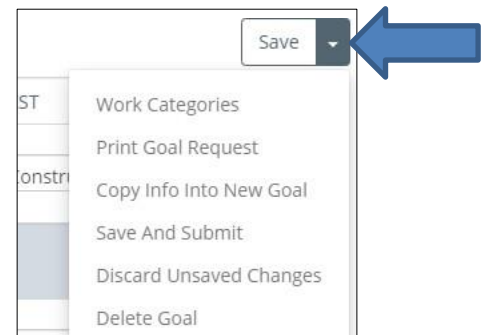 Save
ST
Work Categories
Print Goal Request
Constru
Copy Info Into New Goal
Save And Submit
Discard Unsaved Changes
Delete Goal